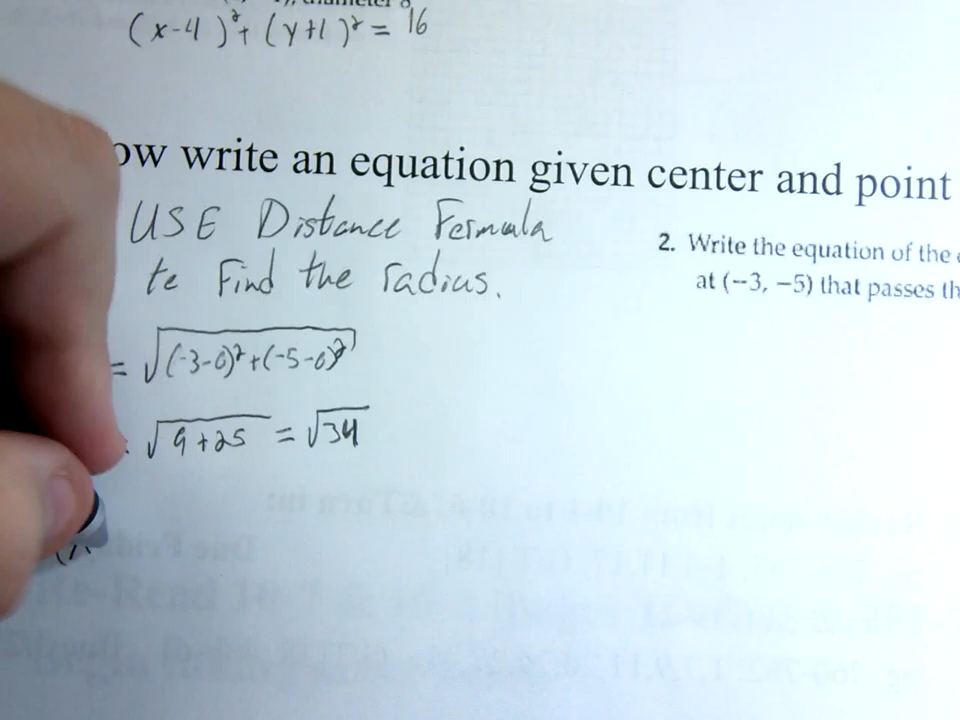 (x-4)²+(y+1)²= 16
ow write an equation given center and point
USE Distance Formula
to Find the radius.
2. Write the equation of the
at (−3, −5) that passes th
= √(-3-0)²+(-5-0)²
√9+25 = √34
(